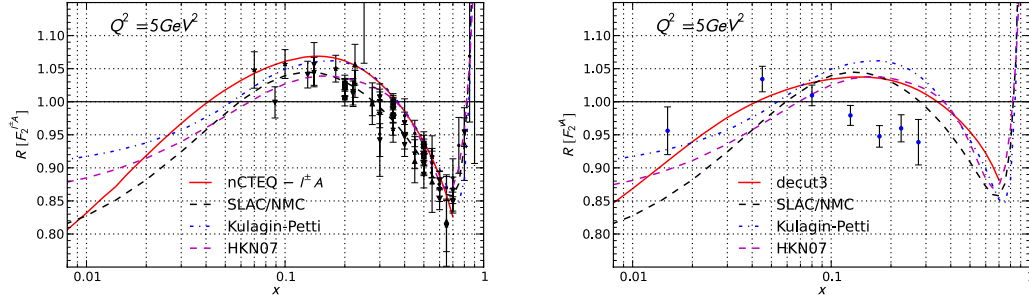 Q² = 5GeV²
R [F₂^{l±A}]
1.10
1.05
1.00
0.95
0.90
0.85
0.80
nCTEQ − l±A
SLAC/NMC
Kulagin-Petti
HKN07
0.01
0.1
1
x
Q² = 5GeV²
R [F₂^{νA}]
1.10
1.05
1.00
0.95
0.90
0.85
0.80
decut3
SLAC/NMC
Kulagin-Petti
HKN07
0.01
0.1
1
x